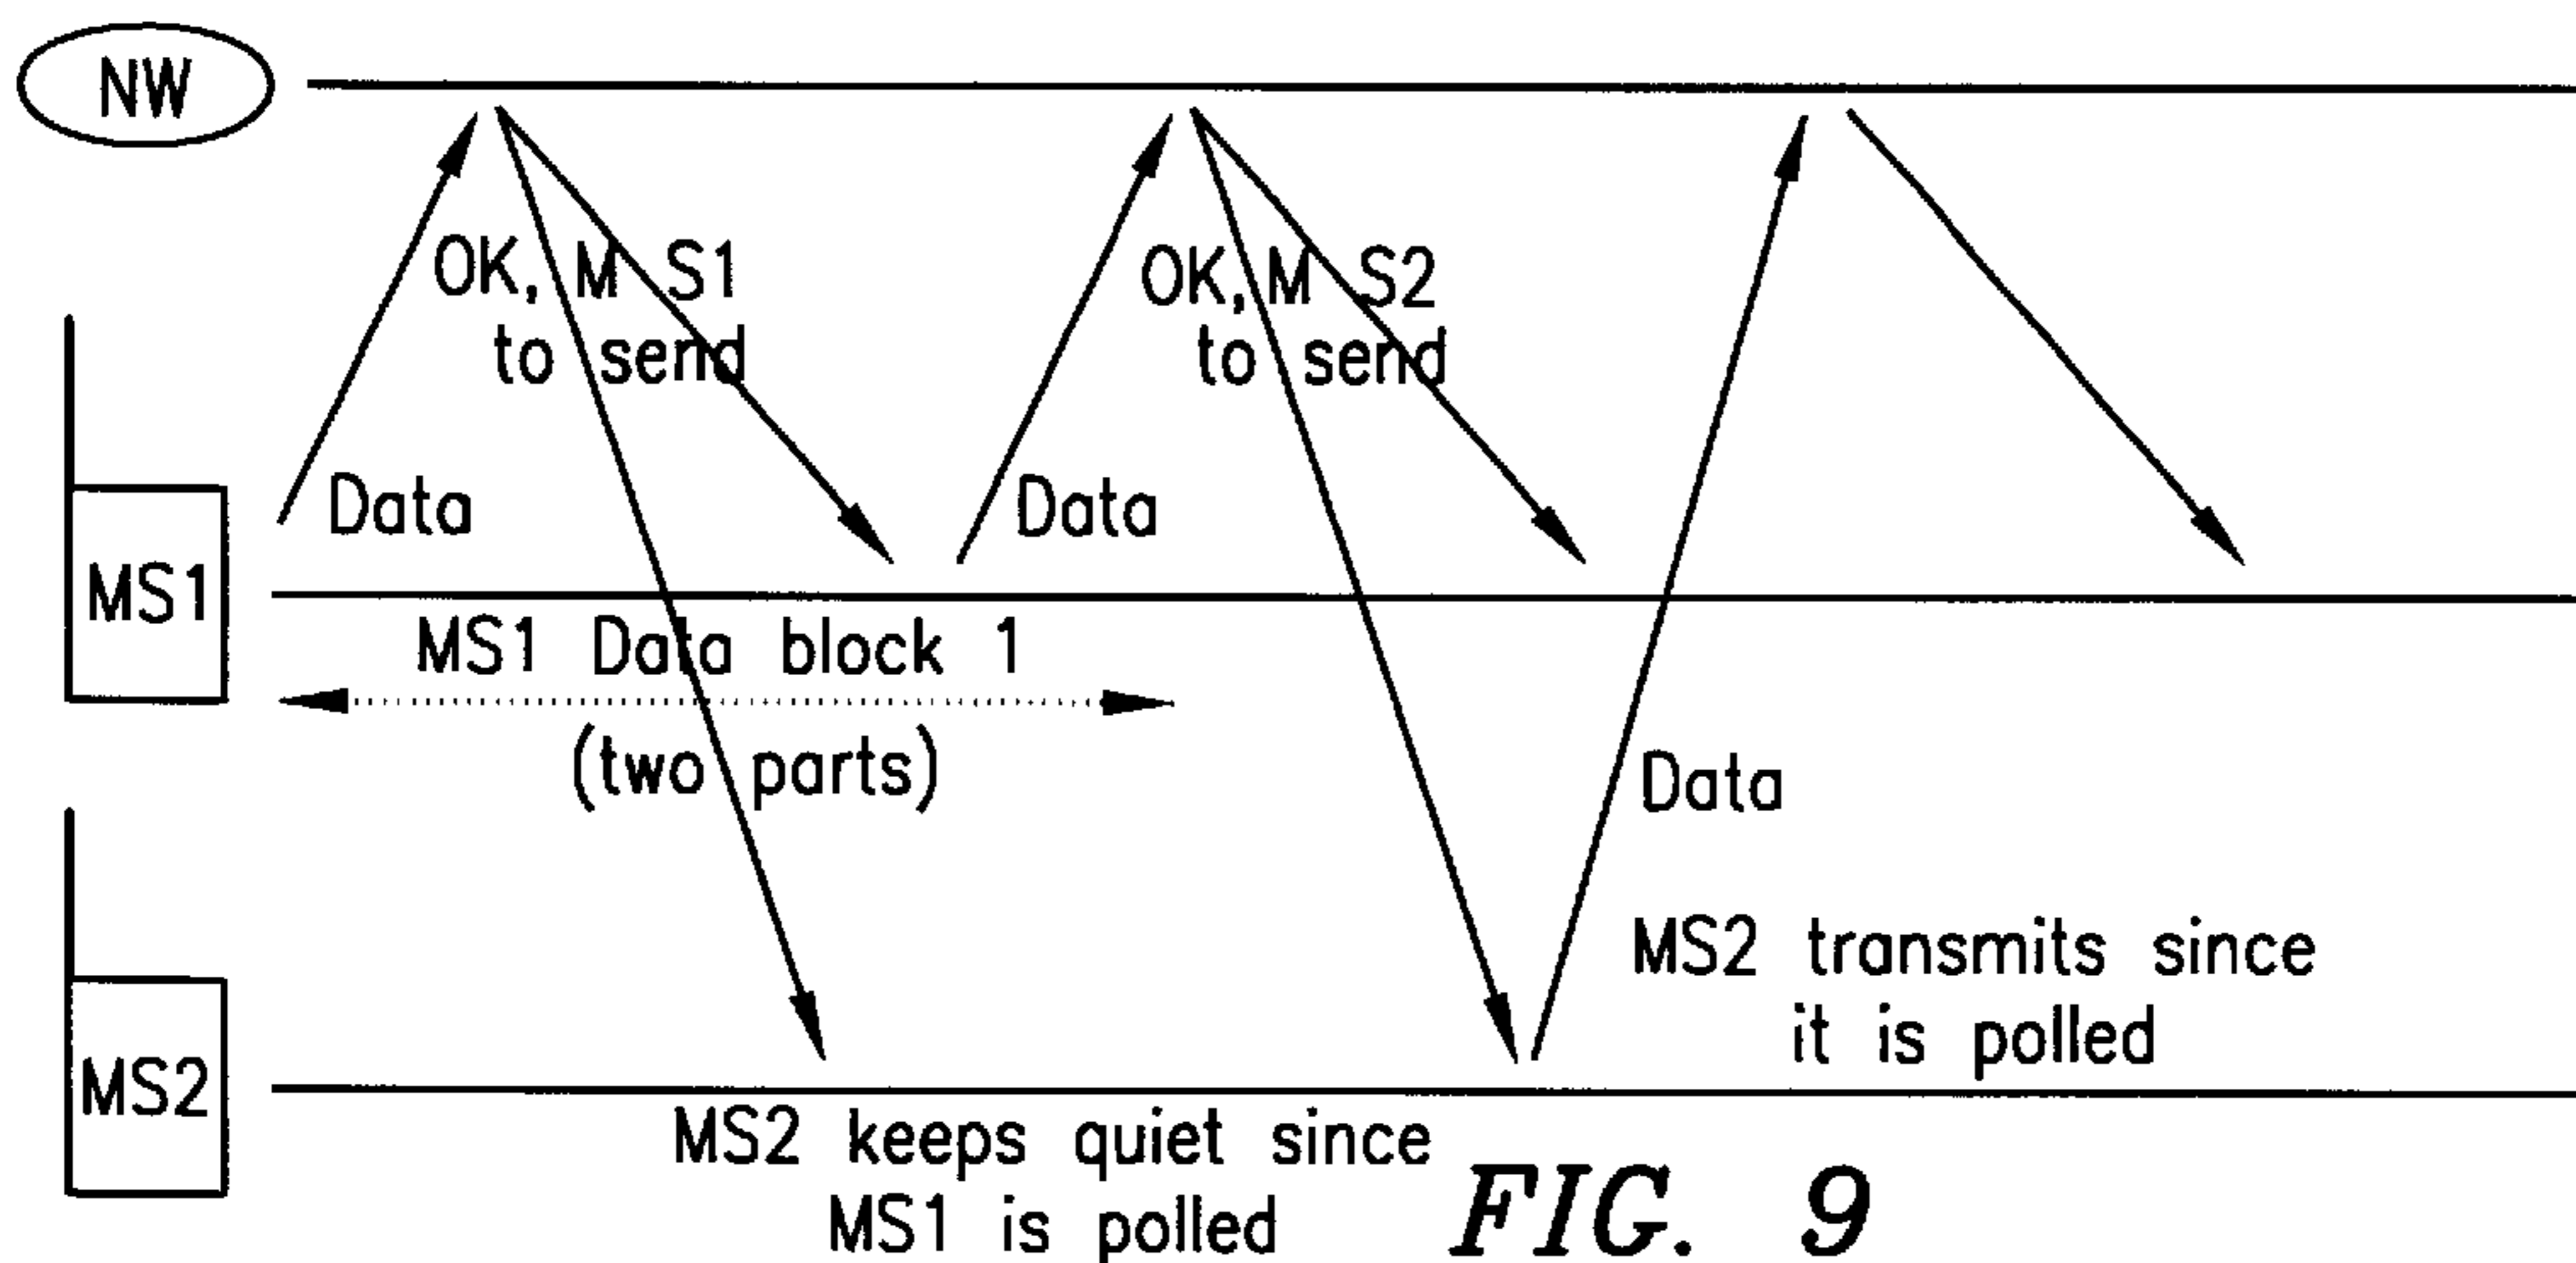 NW
OK, M S1
to send
OK, M S2
to send
Data
Data
MS1
MS1 Data block 1
(two parts)
Data
MS2 transmits since
it is polled
MS2
MS2 keeps quiet since
MS1 is polled
FIG. 9